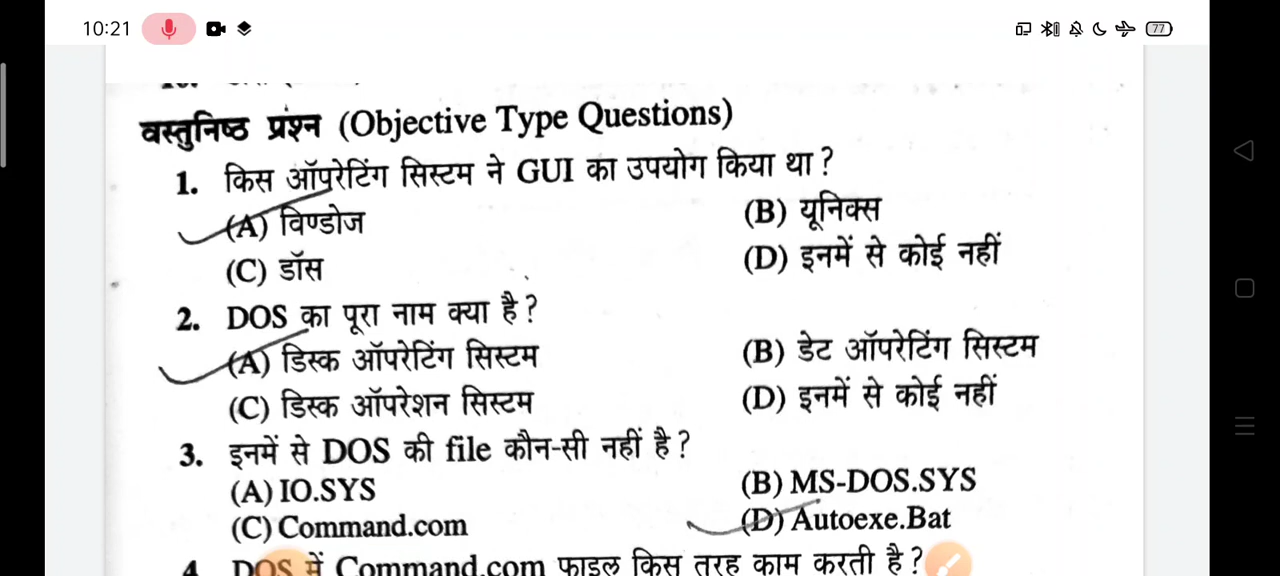 10:21
77
वस्तुनिष्ठ प्रश्न (Objective Type Questions)
1. किस ऑपरेटिंग सिस्टम ने GUI का उपयोग किया था?
(A) विण्डोज (B) यूनिक्स
(C) डॉस (D) इनमें से कोई नहीं
2. DOS का पूरा नाम क्या है?
(A) डिस्क ऑपरेटिंग सिस्टम (B) डेट ऑपरेटिंग सिस्टम
(C) डिस्क ऑपरेशन सिस्टम (D) इनमें से कोई नहीं
3. इनमें से DOS की file कौन-सी नहीं है?
(A) IO.SYS (B) MS-DOS.SYS
(C) Command.com (D) Autoexe.Bat
4. DOS में Command.com फाइल किस तरह काम करती है?